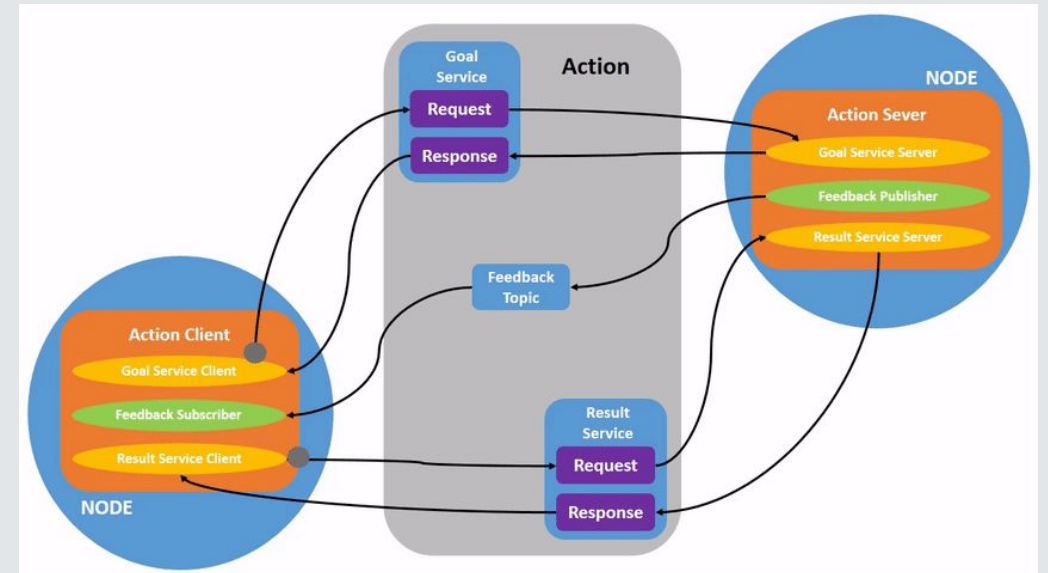 Goal
Service
Action
Request
Response
NODE
Action Sever
Goal Service Server
Feedback Publisher
Result Service Server
Feedback
Topic
Action Client
Goal Service Client
Feedback Subscriber
Result Service Client
NODE
Result
Service
Request
Response